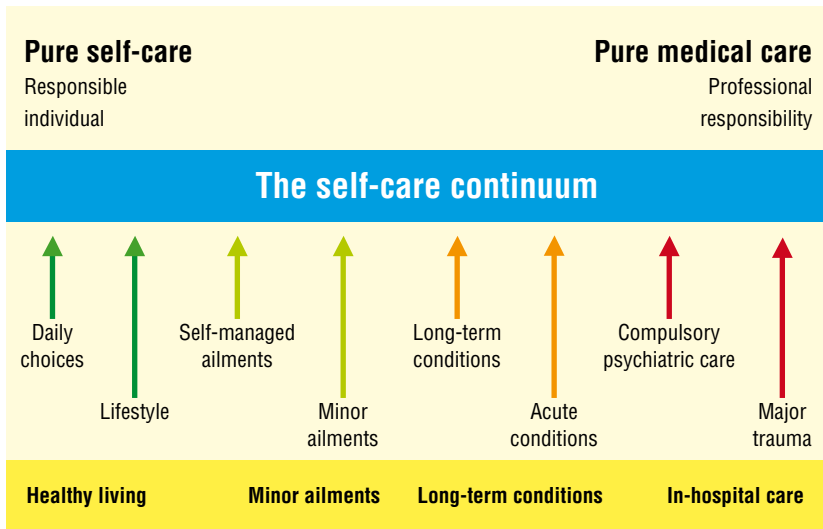 Pure self-care
Responsible
individual
Pure medical care
Professional
responsibility
The self-care continuum
Daily
choices
Lifestyle
Self-managed
ailments
Minor
ailments
Long-term
conditions
Acute
conditions
Compulsory
psychiatric care
Major
trauma
Healthy living
Minor ailments
Long-term conditions
In-hospital care